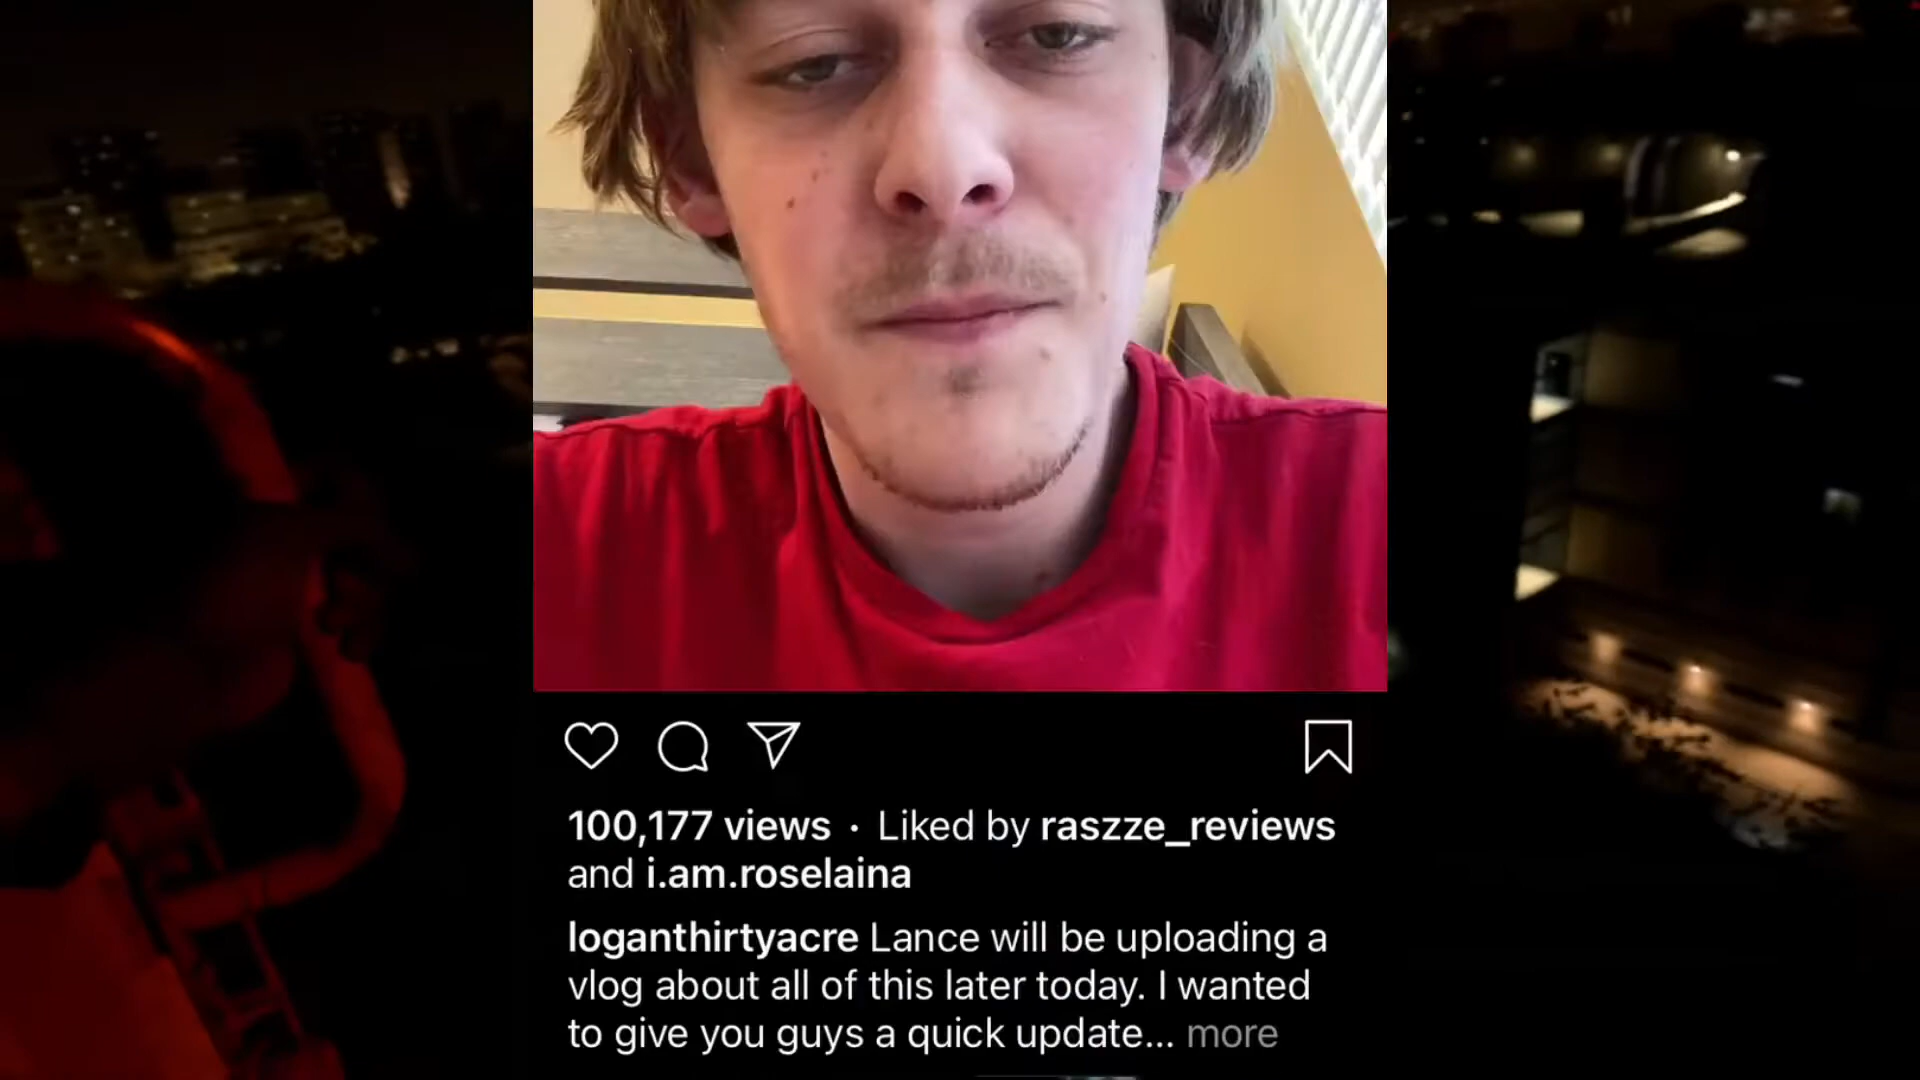 100,177 views · Liked by raszze_reviews
and i.am.roselaina
loganthirtyacre Lance will be uploading a
vlog about all of this later today. I wanted
to give you guys a quick update... more